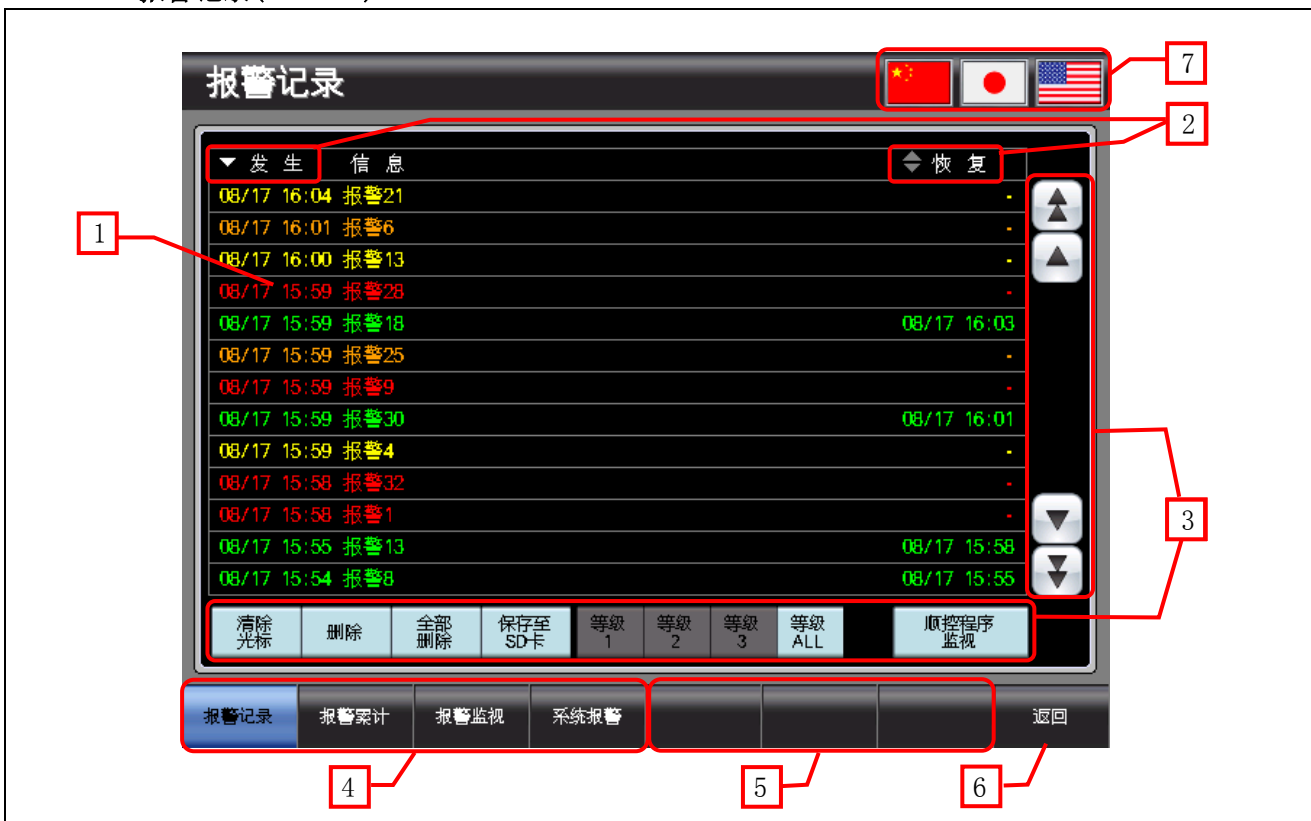 报警记录
7
2
▼ 发 生 信 息 恢 复
08/17 16:04 报警21 -
08/17 16:01 报警6 -
08/17 16:00 报警13 -
1
08/17 15:59 报警28 -
08/17 15:59 报警18 08/17 16:03
08/17 15:59 报警25 -
08/17 15:59 报警9 -
08/17 15:59 报警30 08/17 16:01
08/17 15:59 报警4 -
08/17 15:58 报警32 -
08/17 15:58 报警1 -
3
08/17 15:55 报警13 08/17 15:58
08/17 15:54 报警8 08/17 15:55
清除光标 删除 全部删除 保存至SD卡 等级1 等级2 等级3 等级ALL 顺控程序监视
报警记录 报警累计 报警监视 系统报警 返回
4 5 6